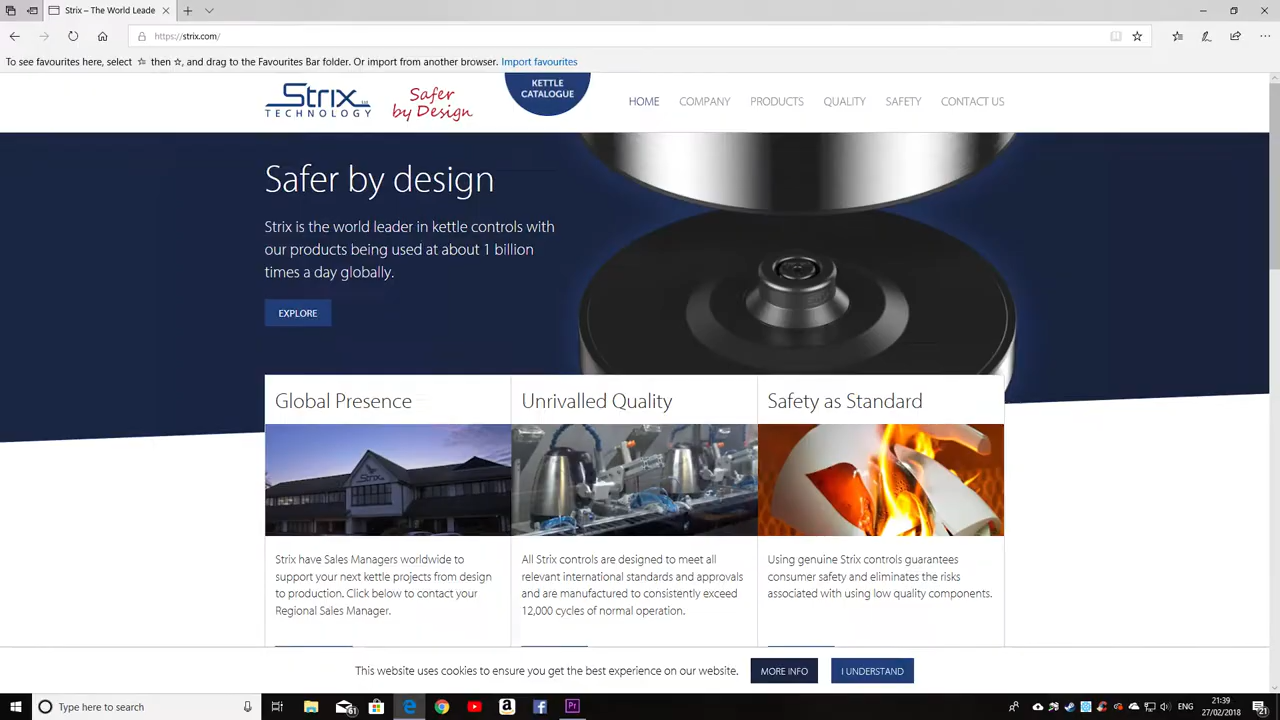 Strix – The World Leade
https://strix.com/
To see favourites here, select ☆ then ☆, and drag to the Favourites Bar folder. Or import from another browser. Import favourites
Strix
TECHNOLOGY
Safer
by Design
KETTLE
CATALOGUE
HOME COMPANY PRODUCTS QUALITY SAFETY CONTACT US
Safer by design
Strix is the world leader in kettle controls with
our products being used at about 1 billion
times a day globally.
EXPLORE
Global Presence
Strix
Strix have Sales Managers worldwide to
support your next kettle projects from design
to production. Click below to contact your
Regional Sales Manager.
Unrivalled Quality
All Strix controls are designed to meet all
relevant international standards and approvals
and are manufactured to consistently exceed
12,000 cycles of normal operation.
Safety as Standard
Using genuine Strix controls guarantees
consumer safety and eliminates the risks
associated with using low quality components.
This website uses cookies to ensure you get the best experience on our website. MORE INFO I UNDERSTAND
Type here to search
61
a
Pr
ENG
21:39
27/02/2018
21